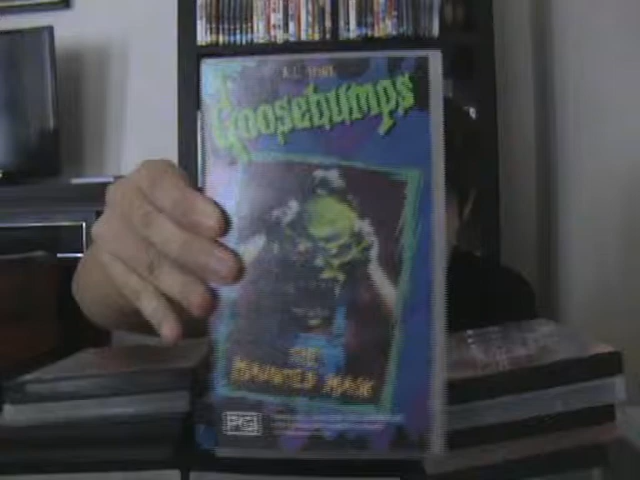 R.L. STINE
Goosebumps
THE
HAUNTED MASK
PG